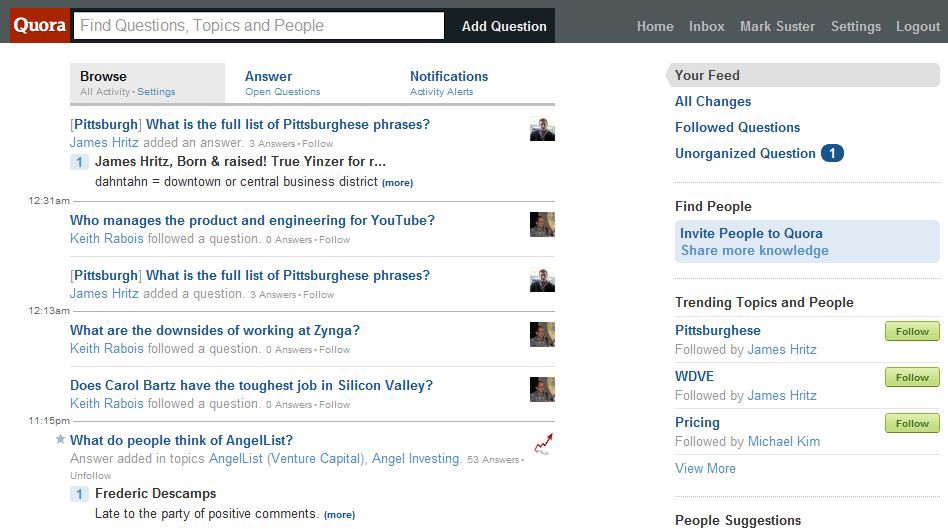 Quora Find Questions, Topics and People Add Question Home Inbox Mark Suster Settings Logout
Browse
All Activity • Settings
Answer
Open Questions
Notifications
Activity Alerts
[Pittsburgh] What is the full list of Pittsburghese phrases?
James Hritz added an answer. 3 Answers • Follow
1 James Hritz, Born & raised! True Yinzer for r...
dahntahn = downtown or central business district (more)
12:31am
Who manages the product and engineering for YouTube?
Keith Rabois followed a question. 0 Answers • Follow
[Pittsburgh] What is the full list of Pittsburghese phrases?
James Hritz added a question. 3 Answers • Follow
12:13am
What are the downsides of working at Zynga?
Keith Rabois followed a question. 0 Answers • Follow
Does Carol Bartz have the toughest job in Silicon Valley?
Keith Rabois followed a question. 0 Answers • Follow
11:15pm
What do people think of AngelList?
Answer added in topics AngelList (Venture Capital), Angel Investing. 53 Answers •
Unfollow
1 Frederic Descamps
Late to the party of positive comments. (more)
Your Feed
All Changes
Followed Questions
Unorganized Question 1
Find People
Invite People to Quora
Share more knowledge
Trending Topics and People
Pittsburghese Follow
Followed by James Hritz
WDVE Follow
Followed by James Hritz
Pricing Follow
Followed by Michael Kim
View More
People Suggestions